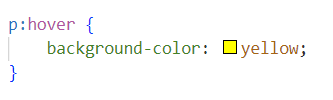 p:hover {
    background-color: yellow;
}